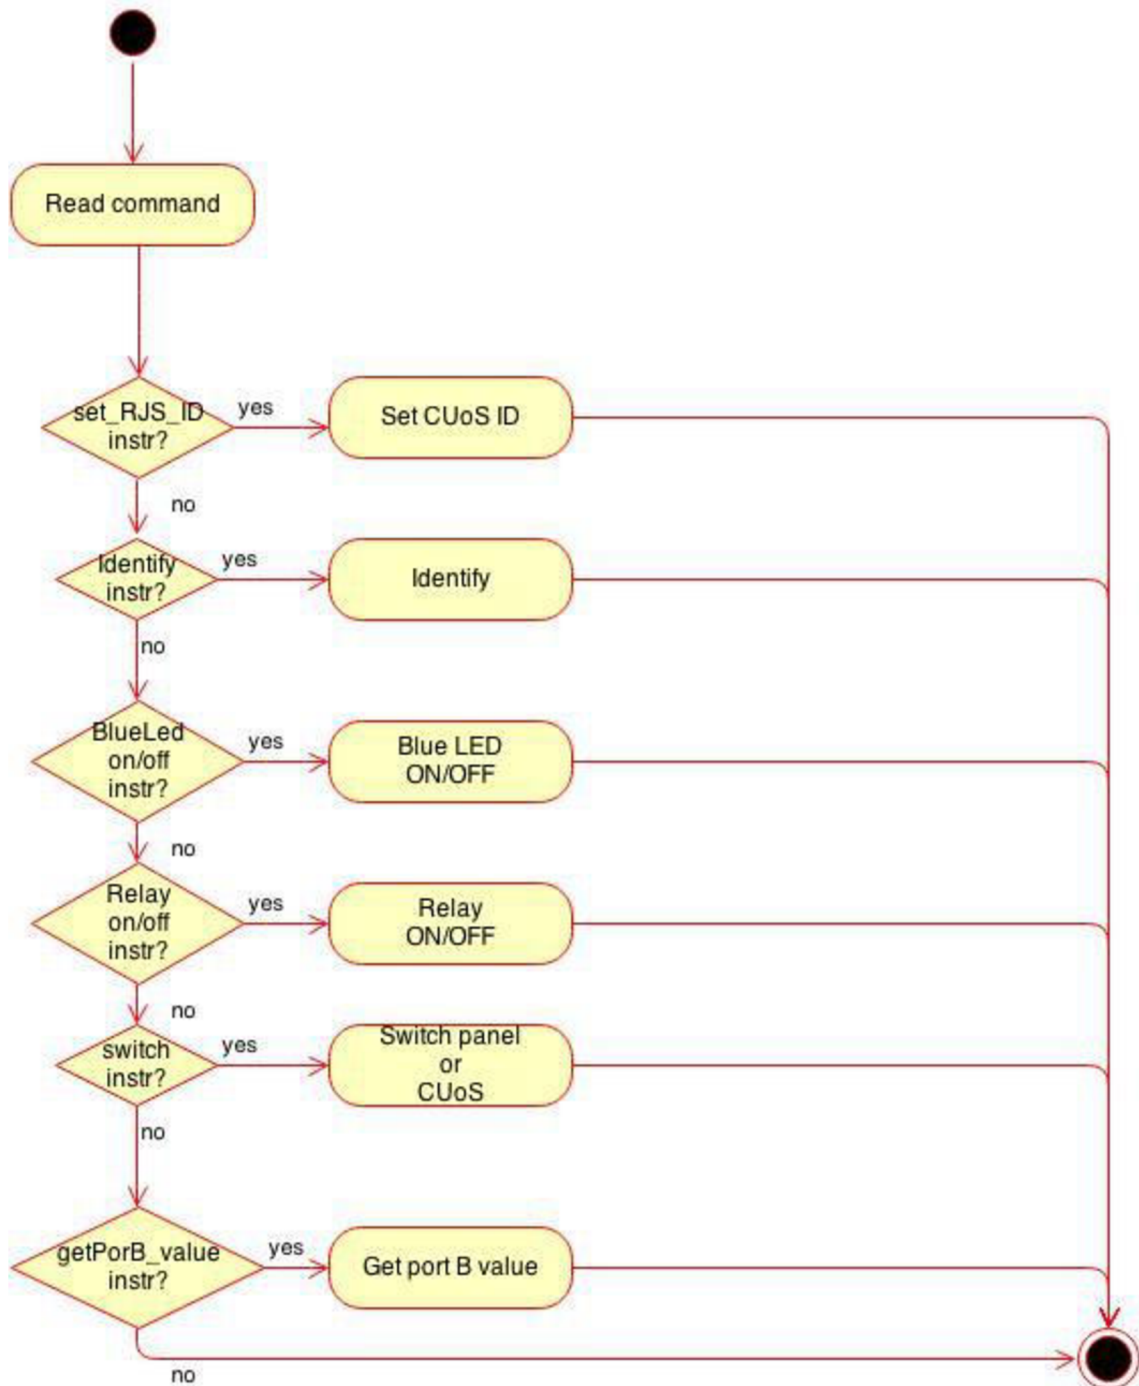 Read command
set_RJS_ID
instr?
yes
Set CUoS ID
no
Identify
instr?
yes
Identify
no
BlueLed
on/off
instr?
yes
Blue LED
ON/OFF
no
Relay
on/off
instr?
yes
Relay
ON/OFF
no
switch
instr?
yes
Switch panel
or
CUoS
no
getPorB_value
instr?
yes
Get port B value
no